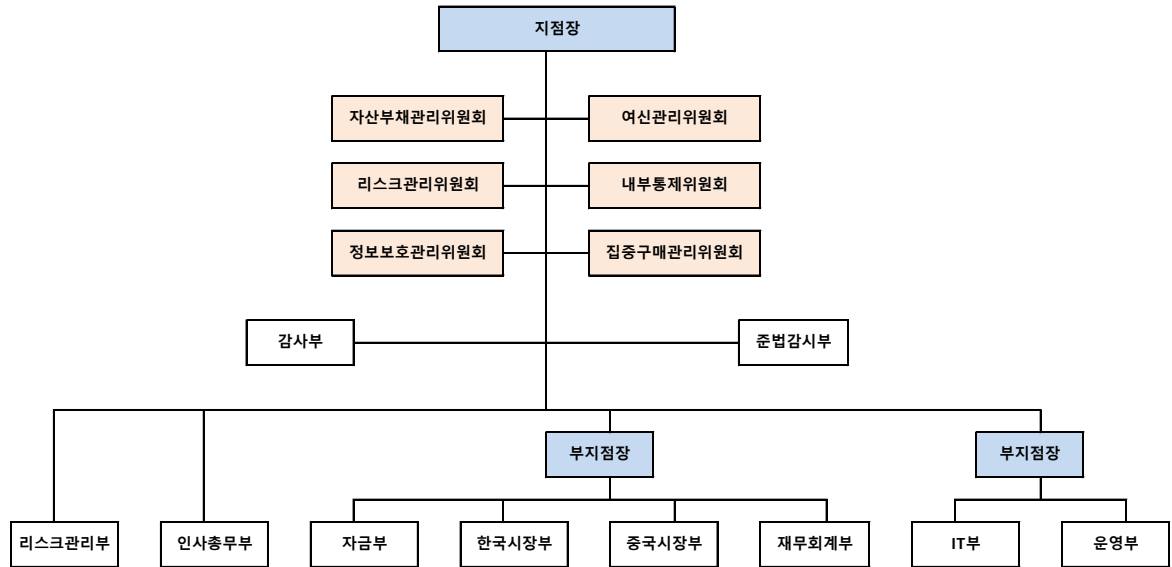 지점장
자산부채관리위원회
여신관리위원회
리스크관리위원회
내부통제위원회
정보보호관리위원회
집중구매관리위원회
감사부
준법감시부
부지점장
부지점장
리스크관리부
인사총무부
자금부
한국시장부
중국시장부
재무회계부
IT부
운영부